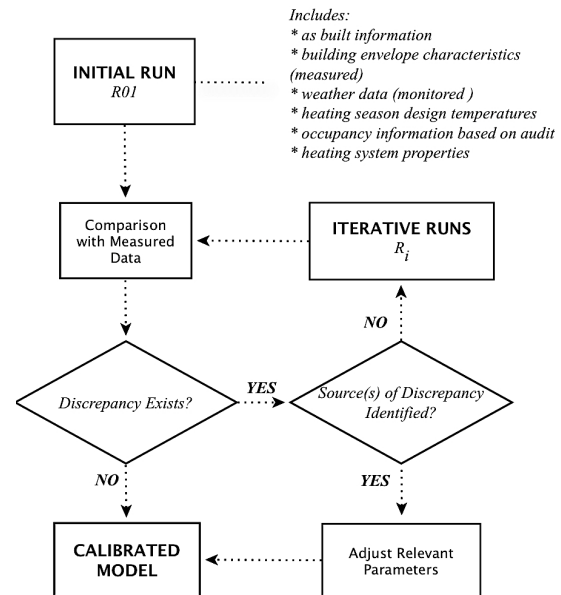 Includes:
* as built information
* building envelope characteristics
(measured)
* weather data (monitored )
* heating season design temperatures
* occupancy information based on audit
* heating system properties
INITIAL RUN
R01
Comparison
with Measured
Data
ITERATIVE RUNS
R i
NO
Discrepancy Exists?
YES
Source(s) of Discrepancy
Identified?
NO
YES
CALIBRATED
MODEL
Adjust Relevant
Parameters